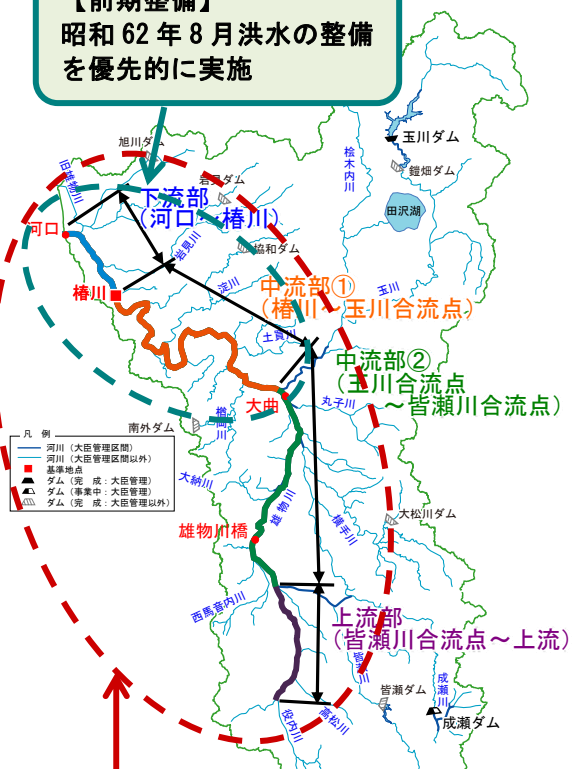 【前期整備】
昭和 62 年 8 月洪水の整備
を優先的に実施
玉川ダム
鎧畑ダム
田沢湖
桧木内川
旭川ダム
旧雄物川
岩見ダム
下流部
（河口～椿川）
河口
岩見川
協和ダム
淀川
玉川
椿川
中流部①
（椿川～玉川合流点）
土買川
中流部②
（玉川合流点
～皆瀬川合流点）
大曲
丸子川
南外ダム
楢岡川
凡 例
河川（大臣管理区間）
河川（大臣管理区間以外）
基準地点
ダム（完 成：大臣管理）
ダム（事業中：大臣管理）
ダム（完 成：大臣管理以外）
大納川
雄物川
横手川
大松川ダム
雄物川橋
西馬音内川
上流部
（皆瀬川合流点～上流）
皆瀬川
皆瀬ダム
成瀬川
成瀬ダム
役内川
高松川